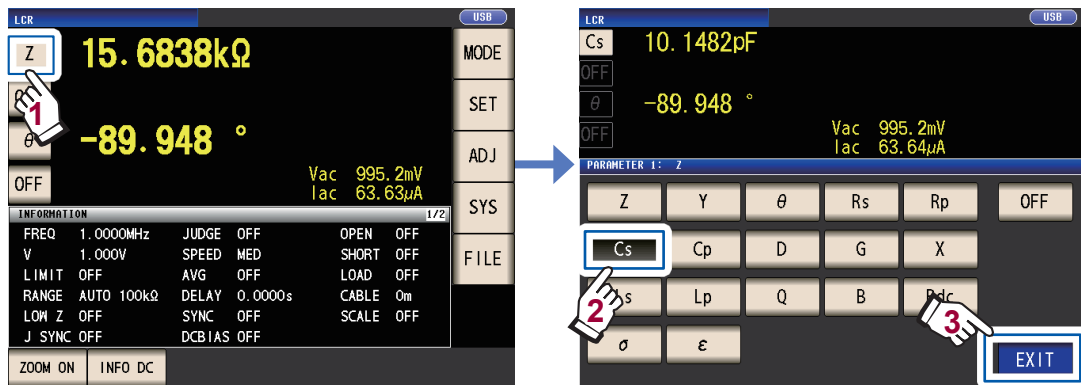 LCR USB
Z 15.6838kΩ MODE
1
SET
θ -89.948 °
ADJ
OFF Vac 995.2mV
Iac 63.63μA
SYS
INFORMATION 1/2
FREQ 1.0000MHz JUDGE OFF OPEN OFF
V 1.000V SPEED MED SHORT OFF
FILE
LIMIT OFF AVG OFF LOAD OFF
RANGE AUTO 100kΩ DELAY 0.0000s CABLE 0m
LOW Z OFF SYNC OFF SCALE OFF
J SYNC OFF DCBIAS OFF
ZOOM ON INFO DC
LCR USB
Cs 10.1482pF
OFF
θ -89.948 °
OFF Vac 995.2mV
Iac 63.64μA
PARAMETER 1: Z
Z Y θ Rs Rp OFF
Cs Cp D G X
2
Ls Lp Q B Rdc
3
σ ε
EXIT